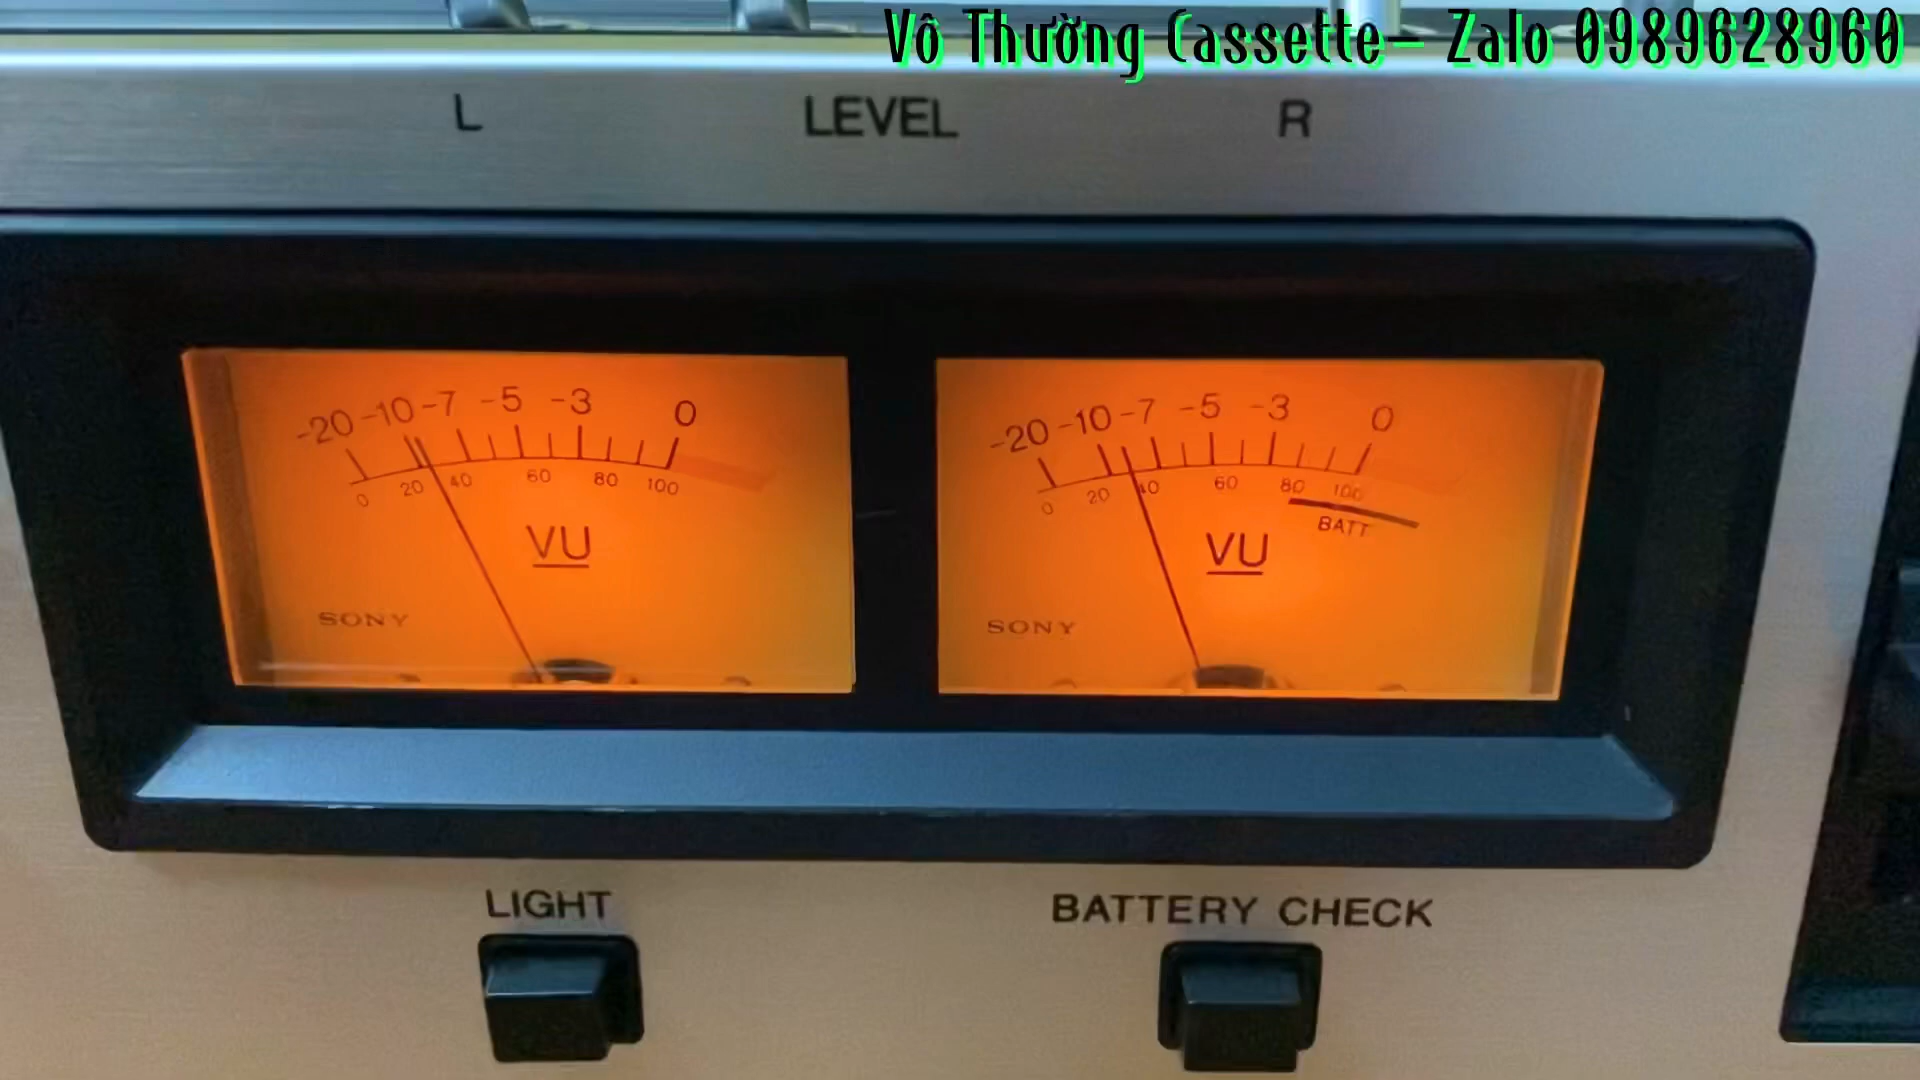 Vô Thường Cassette- Zalo 0989628960
L LEVEL R
-20 -10 -7 -5 -3 0
0 20 40 60 80 100
VU
SONY
-20 -10 -7 -5 -3 0
0 20 40 60 80 100
BATT
VU
SONY
LIGHT BATTERY CHECK